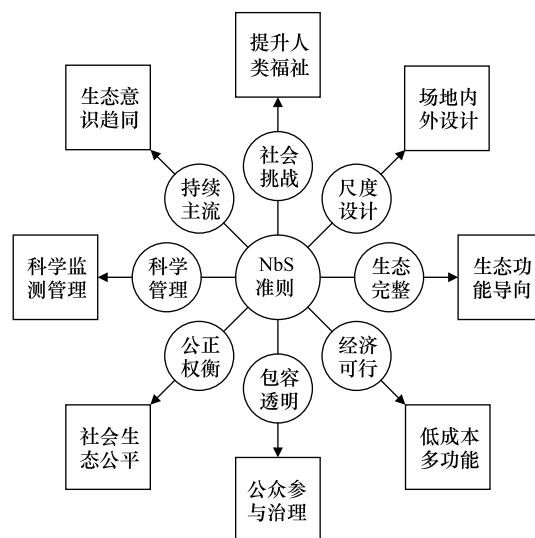 提升人
类福祉
生态意
识趋同
场地内
外设计
社会
挑战
持续
主流
尺度
设计
科学监
测管理
科学
管理
NbS
准则
生态
完整
生态功
能导向
公正
权衡
包容
透明
经济
可行
社会生
态公平
公众参
与治理
低成本
多功能